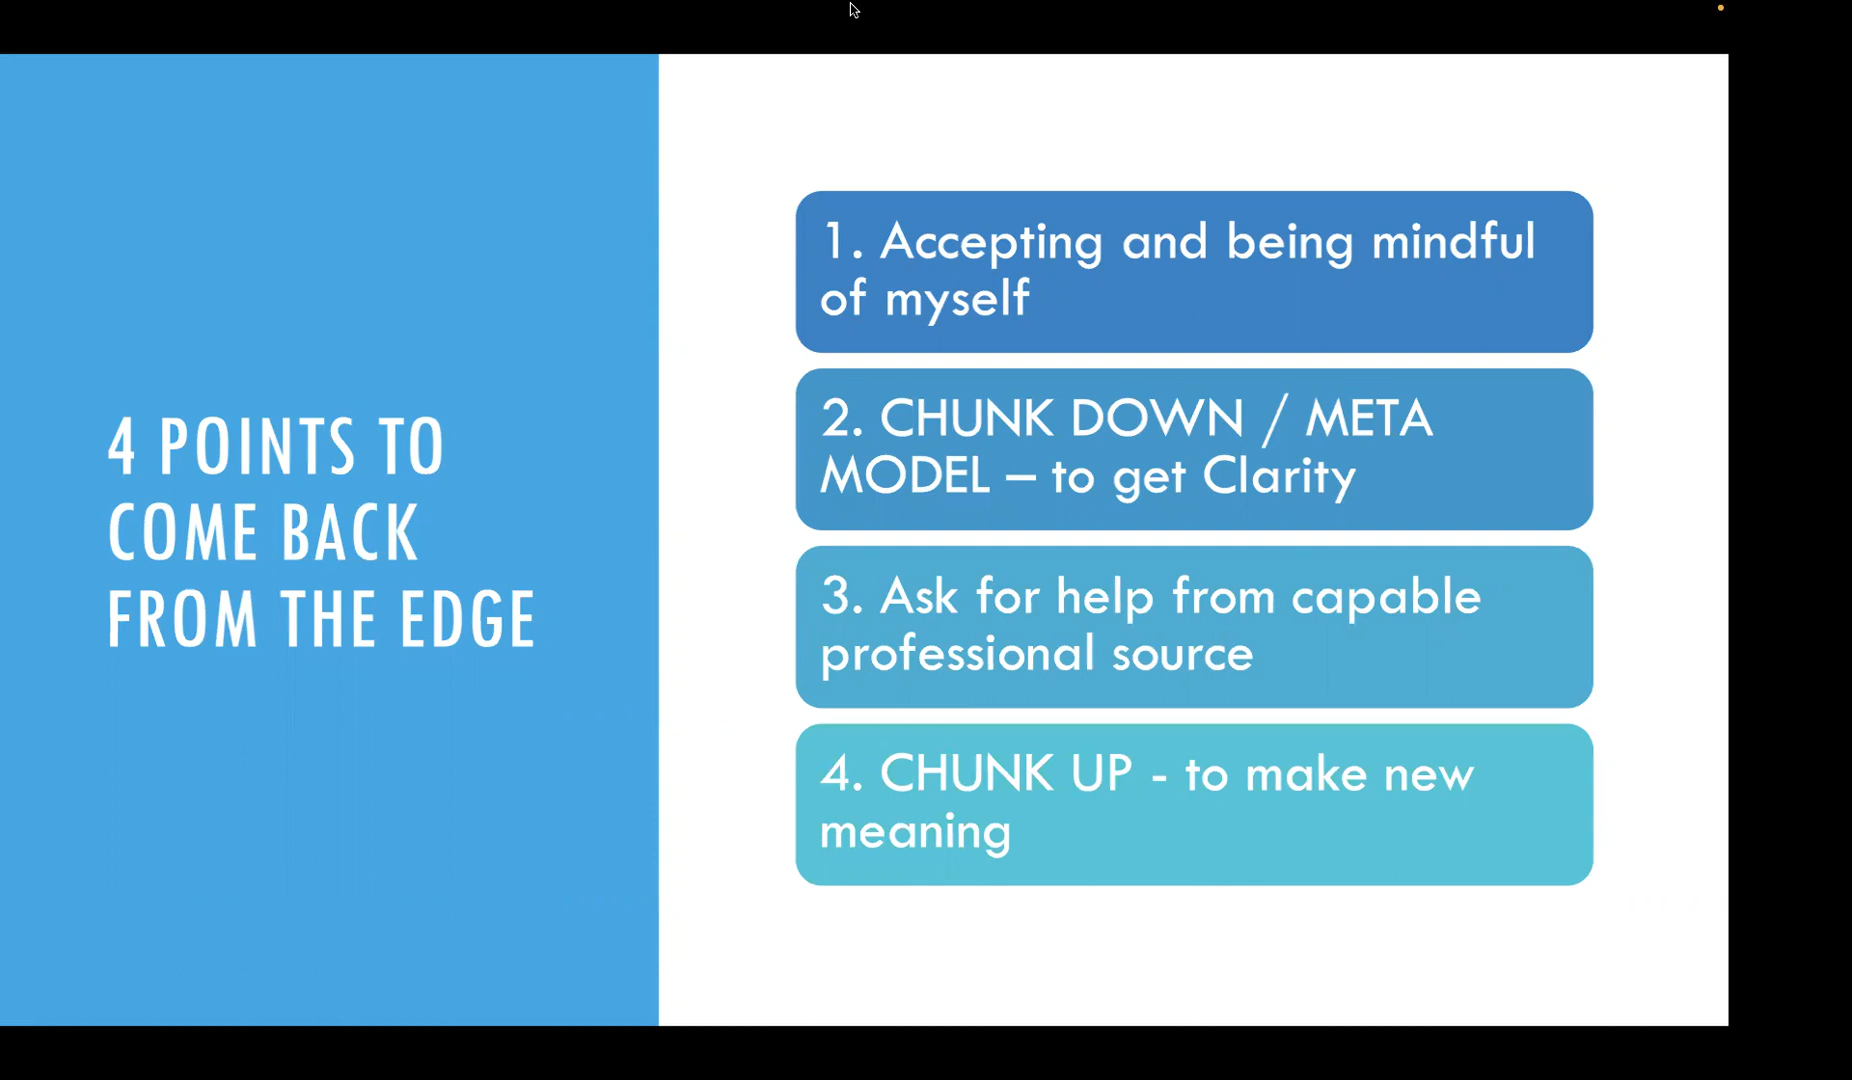 4 POINTS TO
COME BACK
FROM THE EDGE
1. Accepting and being mindful
of myself
2. CHUNK DOWN / META
MODEL – to get Clarity
3. Ask for help from capable
professional source
4. CHUNK UP - to make new
meaning